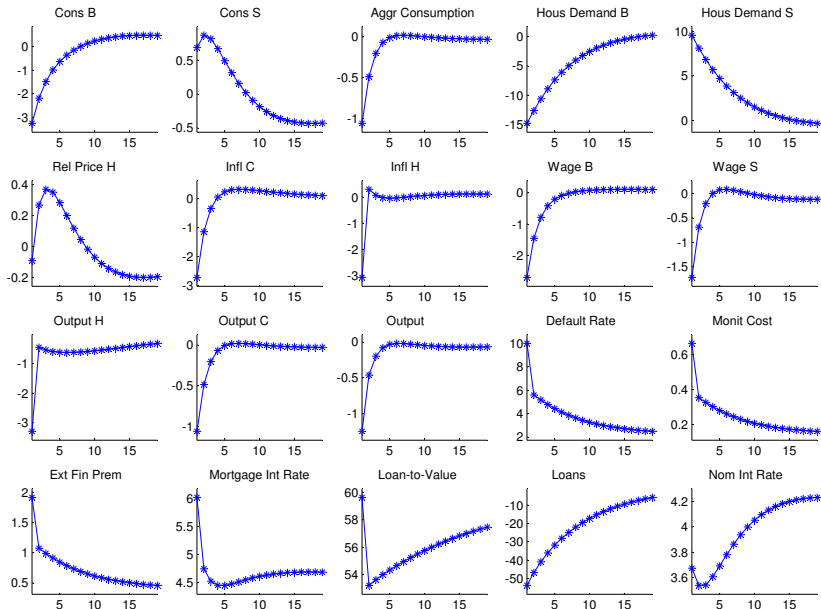 Cons B Cons S Aggr Consumption Hous Demand B Hous Demand S
0 -1 -2 -3 5 10 15
0.5 0 -0.5 5 10 15
0 -0.5 -1 5 10 15
0 -5 -10 -15 5 10 15
10 5 0 5 10 15
Rel Price H Infl C Infl H Wage B Wage S
0.4 0.2 0 -0.2 5 10 15
0 -1 -2 -3 5 10 15
0 -1 -2 -3 5 10 15
0 -1 -2 5 10 15
0 -0.5 -1 -1.5 5 10 15
Output H Output C Output Default Rate Monit Cost
-1 -2 -3 5 10 15
0 -0.5 -1 5 10 15
0 -0.5 -1 5 10 15
10 8 6 4 2 5 10 15
0.6 0.4 0.2 5 10 15
Ext Fin Prem Mortgage Int Rate Loan-to-Value Loans Nom Int Rate
2 1.5 1 0.5 5 10 15
6 5.5 5 4.5 5 10 15
60 58 56 54 5 10 15
-10 -20 -30 -40 -50 5 10 15
4.2 4 3.8 3.6 5 10 15